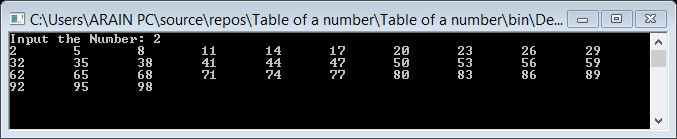 C:\Users\ARAIN PC\source\repos\Table of a number\Table of a number\bin\De...
Input the Number: 2
2 5 8 11 14 17 20 23 26 29
32 35 38 41 44 47 50 53 56 59
62 65 68 71 74 77 80 83 86 89
92 95 98